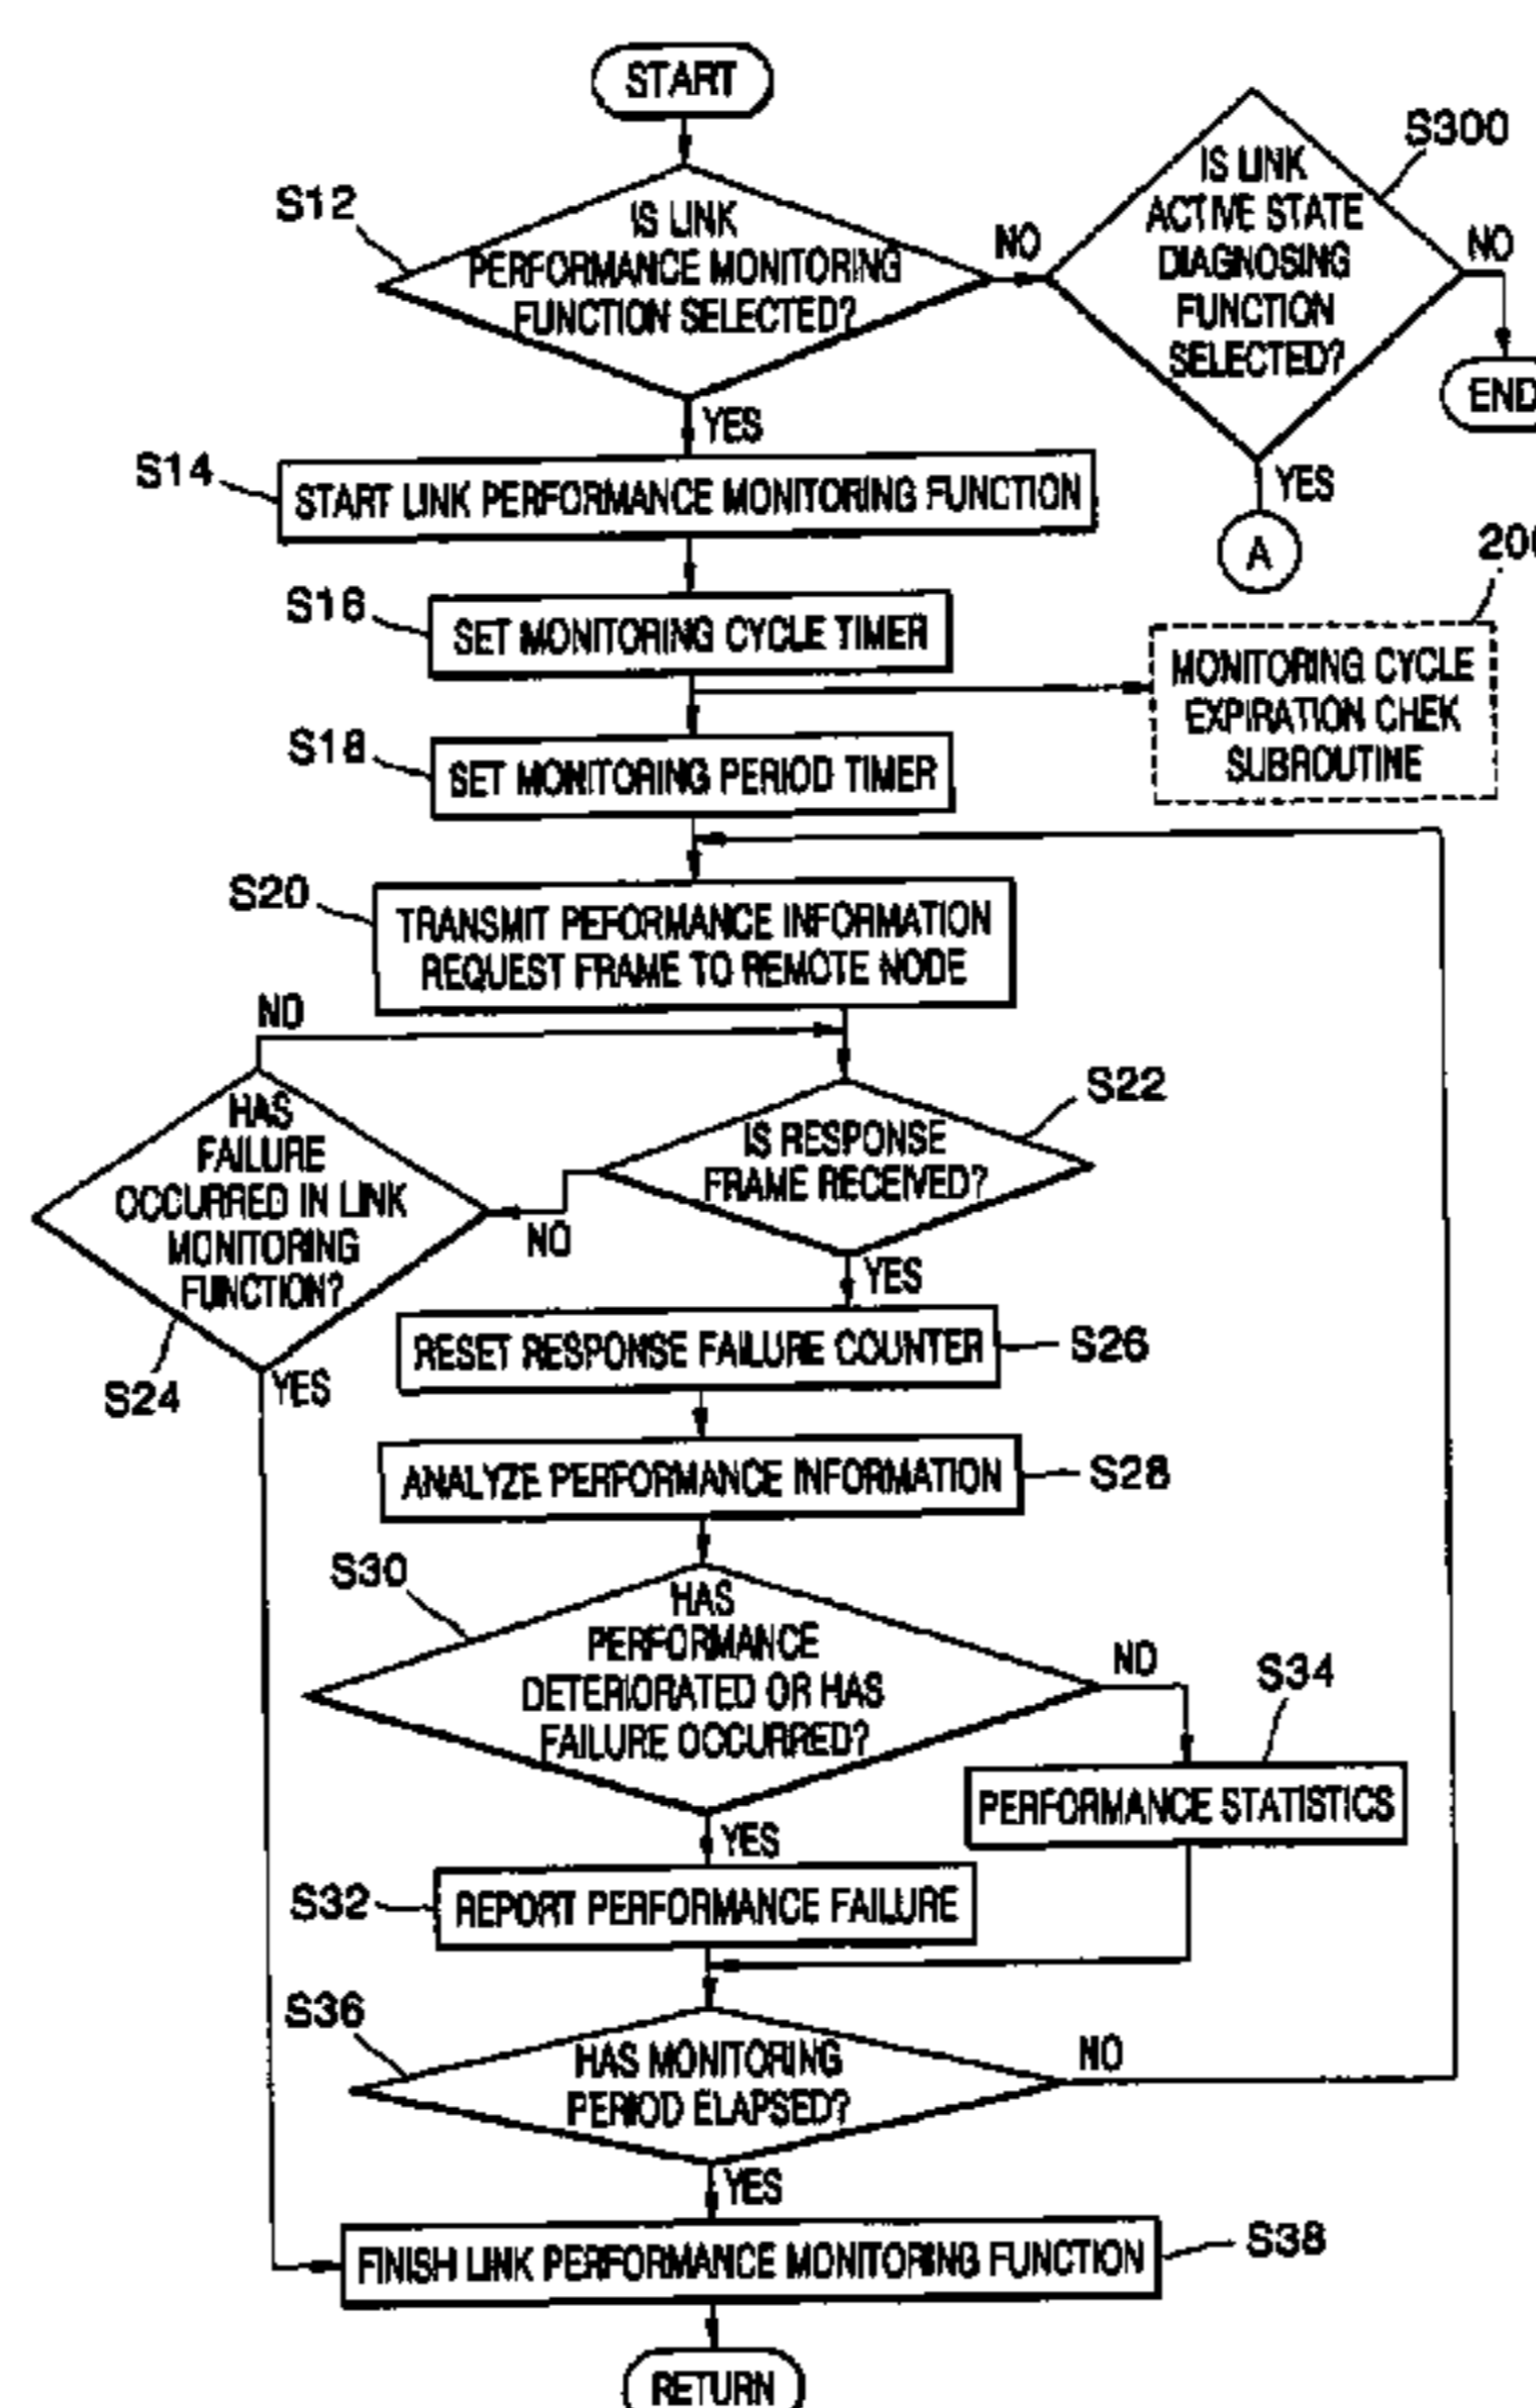 START
S12
IS LINK
PERFORMANCE MONITORING
FUNCTION SELECTED?
NO
S300
IS LINK
ACTIVE STATE
DIAGNOSING
FUNCTION
SELECTED?
NO
END
YES
YES
A
S14
START LINK PERFORMANCE MONITORING FUNCTION
S16
SET MONITORING CYCLE TIMER
200
MONITORING CYCLE
EXPIRATION CHEK
SUBROUTINE
S18
SET MONITORING PERIOD TIMER
S20
TRANSMIT PEFORMANCE INFORMATION
REQUEST FRAME TO REMOTE NODE
NO
HAS
FAILURE
OCCURRED IN LINK
MONITORING
FUNCTION?
S24
YES
S22
IS RESPONSE
FRAME RECEIVED?
NO
YES
RESET RESPONSE FAILURE COUNTER
S26
ANALYZE PERFORMANCE INFORMATION
S28
S30
HAS
PERFORMANCE
DETERIORATED OR HAS
FAILURE OCCURRED?
NO
S34
PERFORMANCE STATISTICS
YES
S32
REPORT PERFORMANCE FAILURE
S36
HAS MONITORING
PERIOD ELAPSED?
NO
YES
FINISH LINK PERFORMANCE MONITORING FUNCTION
S38
RETURN